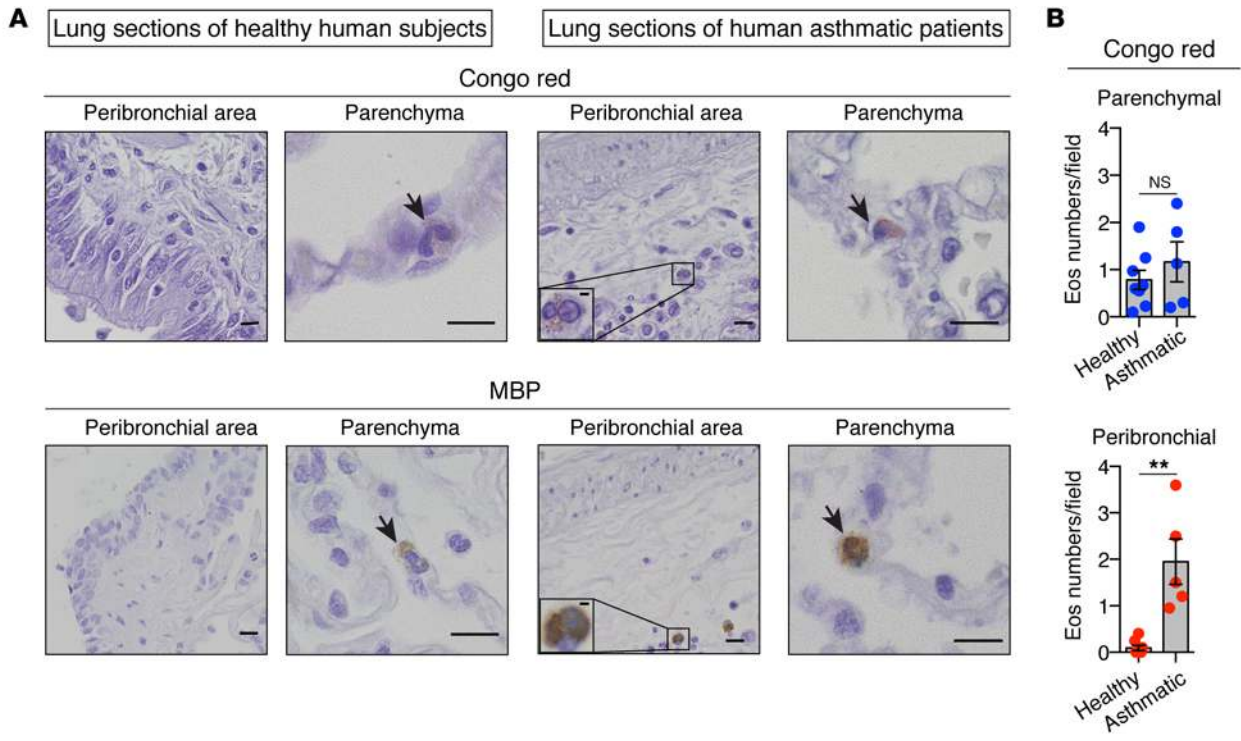 A
Lung sections of healthy human subjects
Lung sections of human asthmatic patients
Congo red
Peribronchial area
Parenchyma
Peribronchial area
Parenchyma
MBP
Peribronchial area
Parenchyma
Peribronchial area
Parenchyma
B
Congo red
Parenchymal
Eos numbers/field
4
3
2
1
0
NS
Healthy
Asthmatic
Peribronchial
Eos numbers/field
4
3
2
1
0
**
Healthy
Asthmatic